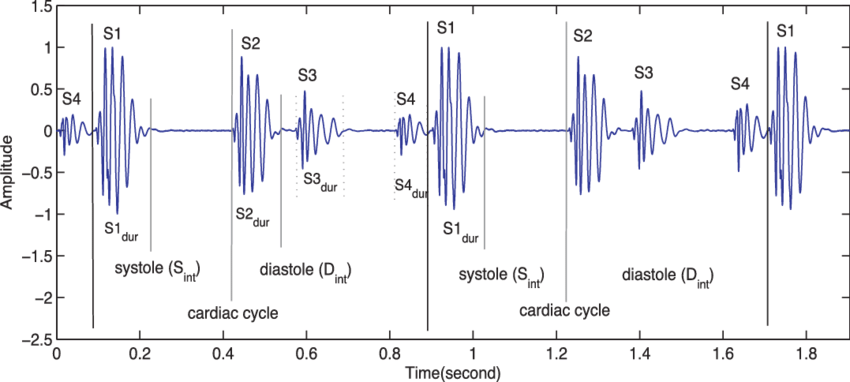 1.5
1
0.5
0
−0.5
−1
−1.5
−2
−2.5
Amplitude
S4
S1
S2
S3
S4
S1
S2
S3
S4
S1
S1dur
S2dur
S3dur
S4dur
S1dur
systole (Sint)
diastole (Dint)
systole (Sint)
diastole (Dint)
cardiac cycle
cardiac cycle
0
0.2
0.4
0.6
0.8
1
1.2
1.4
1.6
1.8
Time(second)